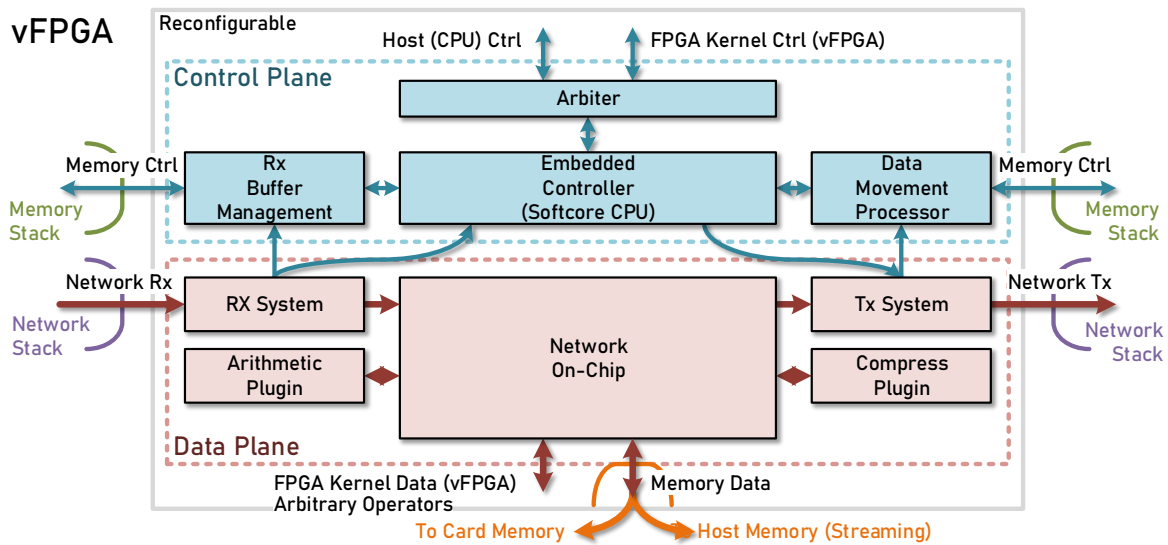 vFPGA
Reconfigurable
Host (CPU) Ctrl
FPGA Kernel Ctrl (vFPGA)
Control Plane
Arbiter
Memory Ctrl
Rx
Buffer
Management
Embedded
Controller
(Softcore CPU)
Data
Movement
Processor
Memory Ctrl
Memory
Stack
Memory
Stack
Network Rx
RX System
Network
On-Chip
Tx System
Network Tx
Network
Stack
Network
Stack
Arithmetic
Plugin
Compress
Plugin
Data Plane
FPGA Kernel Data (vFPGA)
Arbitrary Operators
Memory Data
To Card Memory
Host Memory (Streaming)